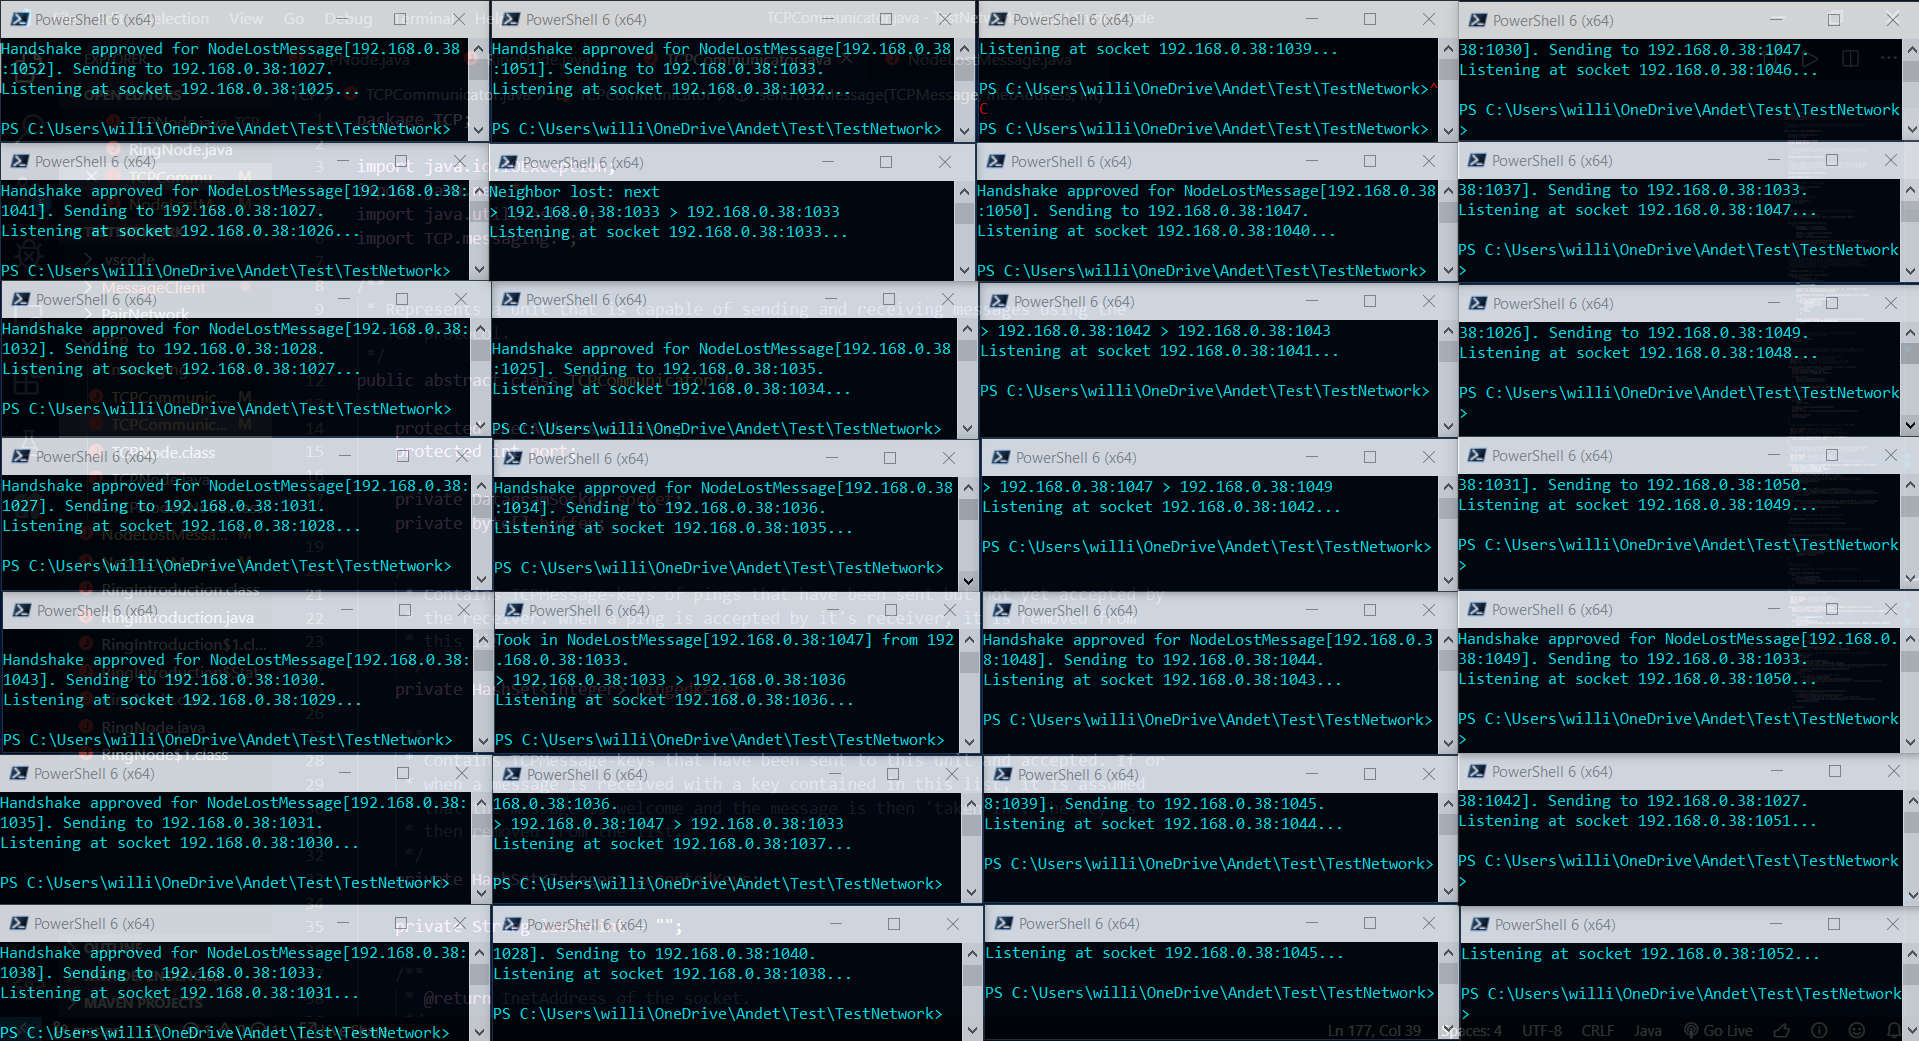 PowerShell 6 (x64)
Handshake approved for NodeLostMessage[192.168.0.38
:1052]. Sending to 192.168.0.38:1027.
Listening at socket 192.168.0.38:1025...
PS C:\Users\willi\OneDrive\Andet\Test\TestNetwork>
PowerShell 6 (x64)
Handshake approved for NodeLostMessage[192.168.0.38
:1051]. Sending to 192.168.0.38:1033.
Listening at socket 192.168.0.38:1032...
PS C:\Users\willi\OneDrive\Andet\Test\TestNetwork>
PowerShell 6 (x64)
Listening at socket 192.168.0.38:1039...
PS C:\Users\willi\OneDrive\Andet\Test\TestNetwork>^
C
PS C:\Users\willi\OneDrive\Andet\Test\TestNetwork>
PowerShell 6 (x64)
38:1030]. Sending to 192.168.0.38:1047.
Listening at socket 192.168.0.38:1046...
PS C:\Users\willi\OneDrive\Andet\Test\TestNetwork
>
PowerShell 6 (x64)
Handshake approved for NodeLostMessage[192.168.0.38:
1041]. Sending to 192.168.0.38:1027.
Listening at socket 192.168.0.38:1026...
PS C:\Users\willi\OneDrive\Andet\Test\TestNetwork>
PowerShell 6 (x64)
Neighbor lost: next
> 192.168.0.38:1033 > 192.168.0.38:1033
Listening at socket 192.168.0.38:1033...
PowerShell 6 (x64)
Handshake approved for NodeLostMessage[192.168.0.38
:1050]. Sending to 192.168.0.38:1047.
Listening at socket 192.168.0.38:1040...
PS C:\Users\willi\OneDrive\Andet\Test\TestNetwork>
PowerShell 6 (x64)
38:1037]. Sending to 192.168.0.38:1033.
Listening at socket 192.168.0.38:1047...
PS C:\Users\willi\OneDrive\Andet\Test\TestNetwork
>
PowerShell 6 (x64)
Handshake approved for NodeLostMessage[192.168.0.38:
1032]. Sending to 192.168.0.38:1028.
Listening at socket 192.168.0.38:1027...
PS C:\Users\willi\OneDrive\Andet\Test\TestNetwork>
PowerShell 6 (x64)
Handshake approved for NodeLostMessage[192.168.0.38
:1025]. Sending to 192.168.0.38:1035.
Listening at socket 192.168.0.38:1034...
PS C:\Users\willi\OneDrive\Andet\Test\TestNetwork>
PowerShell 6 (x64)
> 192.168.0.38:1042 > 192.168.0.38:1043
Listening at socket 192.168.0.38:1041...
PS C:\Users\willi\OneDrive\Andet\Test\TestNetwork>
PowerShell 6 (x64)
38:1026]. Sending to 192.168.0.38:1049.
Listening at socket 192.168.0.38:1048...
PS C:\Users\willi\OneDrive\Andet\Test\TestNetwork
>
PowerShell 6 (x64)
Handshake approved for NodeLostMessage[192.168.0.38:
1027]. Sending to 192.168.0.38:1031.
Listening at socket 192.168.0.38:1028...
PS C:\Users\willi\OneDrive\Andet\Test\TestNetwork>
PowerShell 6 (x64)
Handshake approved for NodeLostMessage[192.168.0.38
:1034]. Sending to 192.168.0.38:1036.
Listening at socket 192.168.0.38:1035...
PS C:\Users\willi\OneDrive\Andet\Test\TestNetwork>
PowerShell 6 (x64)
> 192.168.0.38:1047 > 192.168.0.38:1049
Listening at socket 192.168.0.38:1042...
PS C:\Users\willi\OneDrive\Andet\Test\TestNetwork>
PowerShell 6 (x64)
38:1031]. Sending to 192.168.0.38:1050.
Listening at socket 192.168.0.38:1049...
PS C:\Users\willi\OneDrive\Andet\Test\TestNetwork
>
PowerShell 6 (x64)
Handshake approved for NodeLostMessage[192.168.0.38:
1043]. Sending to 192.168.0.38:1030.
Listening at socket 192.168.0.38:1029...
PS C:\Users\willi\OneDrive\Andet\Test\TestNetwork>
PowerShell 6 (x64)
Took in NodeLostMessage[192.168.0.38:1047] from 192
.168.0.38:1033.
> 192.168.0.38:1033 > 192.168.0.38:1036
Listening at socket 192.168.0.38:1036...
PS C:\Users\willi\OneDrive\Andet\Test\TestNetwork>
PowerShell 6 (x64)
Handshake approved for NodeLostMessage[192.168.0.3
8:1048]. Sending to 192.168.0.38:1044.
Listening at socket 192.168.0.38:1043...
PS C:\Users\willi\OneDrive\Andet\Test\TestNetwork>
PowerShell 6 (x64)
Handshake approved for NodeLostMessage[192.168.0.
38:1049]. Sending to 192.168.0.38:1033.
Listening at socket 192.168.0.38:1050...
PS C:\Users\willi\OneDrive\Andet\Test\TestNetwork
>
PowerShell 6 (x64)
Handshake approved for NodeLostMessage[192.168.0.38:
1035]. Sending to 192.168.0.38:1031.
Listening at socket 192.168.0.38:1030...
PS C:\Users\willi\OneDrive\Andet\Test\TestNetwork>
PowerShell 6 (x64)
168.0.38:1036.
> 192.168.0.38:1047 > 192.168.0.38:1033
Listening at socket 192.168.0.38:1037...
PS C:\Users\willi\OneDrive\Andet\Test\TestNetwork>
PowerShell 6 (x64)
8:1039]. Sending to 192.168.0.38:1045.
Listening at socket 192.168.0.38:1044...
PS C:\Users\willi\OneDrive\Andet\Test\TestNetwork>
PowerShell 6 (x64)
38:1042]. Sending to 192.168.0.38:1027.
Listening at socket 192.168.0.38:1051...
PS C:\Users\willi\OneDrive\Andet\Test\TestNetwork
>
PowerShell 6 (x64)
Handshake approved for NodeLostMessage[192.168.0.38:
1038]. Sending to 192.168.0.38:1033.
Listening at socket 192.168.0.38:1031...
PS C:\Users\willi\OneDrive\Andet\Test\TestNetwork>
PowerShell 6 (x64)
1028]. Sending to 192.168.0.38:1040.
Listening at socket 192.168.0.38:1038...
PS C:\Users\willi\OneDrive\Andet\Test\TestNetwork>
PowerShell 6 (x64)
Listening at socket 192.168.0.38:1045...
PS C:\Users\willi\OneDrive\Andet\Test\TestNetwork>
PowerShell 6 (x64)
Listening at socket 192.168.0.38:1052...
PS C:\Users\willi\OneDrive\Andet\Test\TestNetwork
>
Ln 177, Col 39 Spaces: 4 UTF-8 CRLF Java Go Live